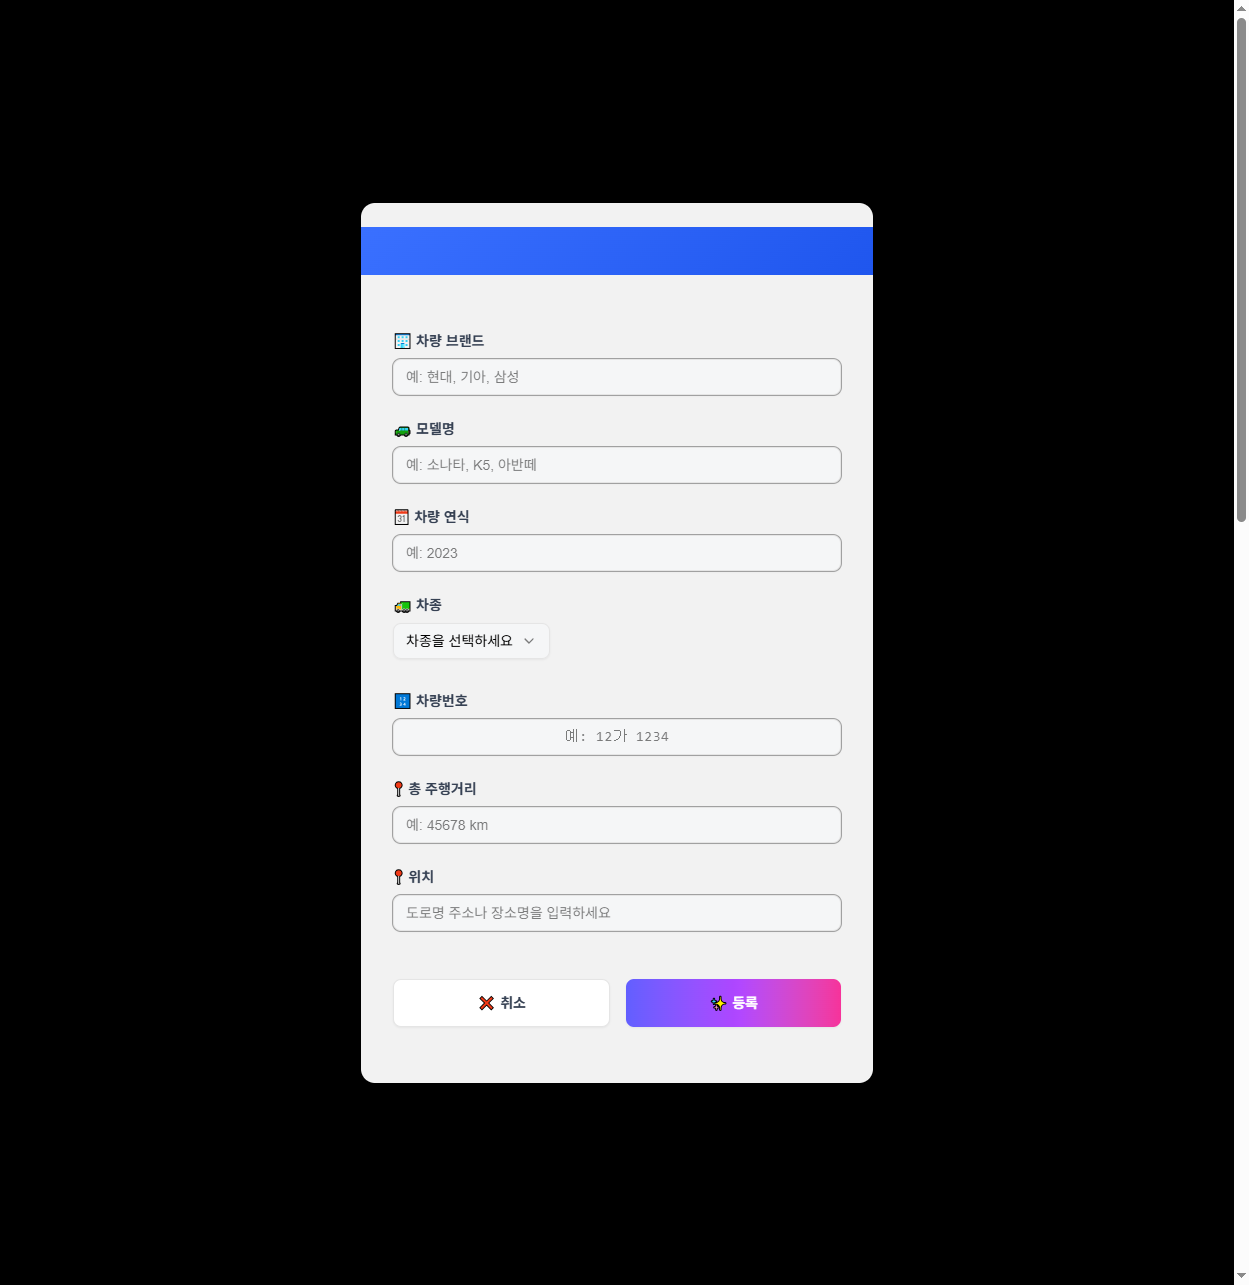 차량 브랜드
예: 현대, 기아, 삼성
모델명
예: 소나타, K5, 아반떼
차량 연식
예: 2023
차종
차종을 선택하세요
차량번호
예: 12가 1234
총 주행거리
예: 45678 km
위치
도로명 주소나 장소명을 입력하세요
취소
등록